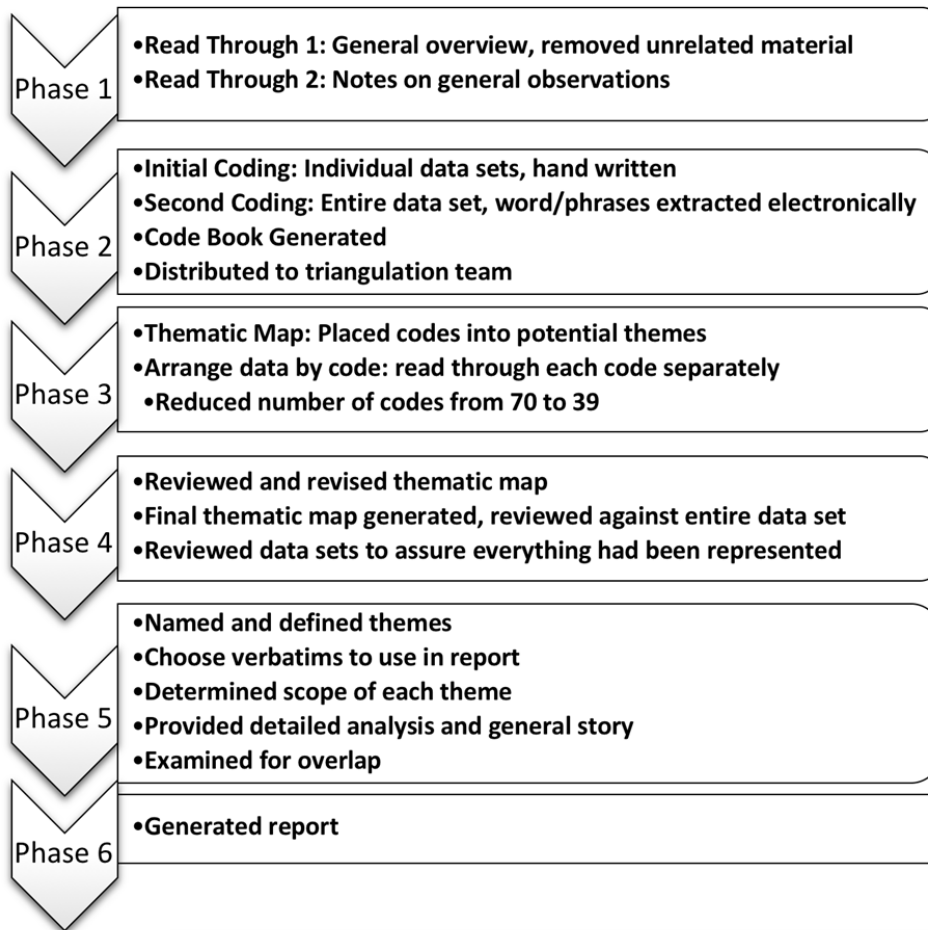 Phase 1
•Read Through 1: General overview, removed unrelated material
•Read Through 2: Notes on general observations
Phase 2
•Initial Coding: Individual data sets, hand written
•Second Coding: Entire data set, word/phrases extracted electronically
•Code Book Generated
•Distributed to triangulation team
Phase 3
•Thematic Map: Placed codes into potential themes
•Arrange data by code: read through each code separately
•Reduced number of codes from 70 to 39
Phase 4
•Reviewed and revised thematic map
•Final thematic map generated, reviewed against entire data set
•Reviewed data sets to assure everything had been represented
Phase 5
•Named and defined themes
•Choose verbatims to use in report
•Determined scope of each theme
•Provided detailed analysis and general story
•Examined for overlap
Phase 6
•Generated report